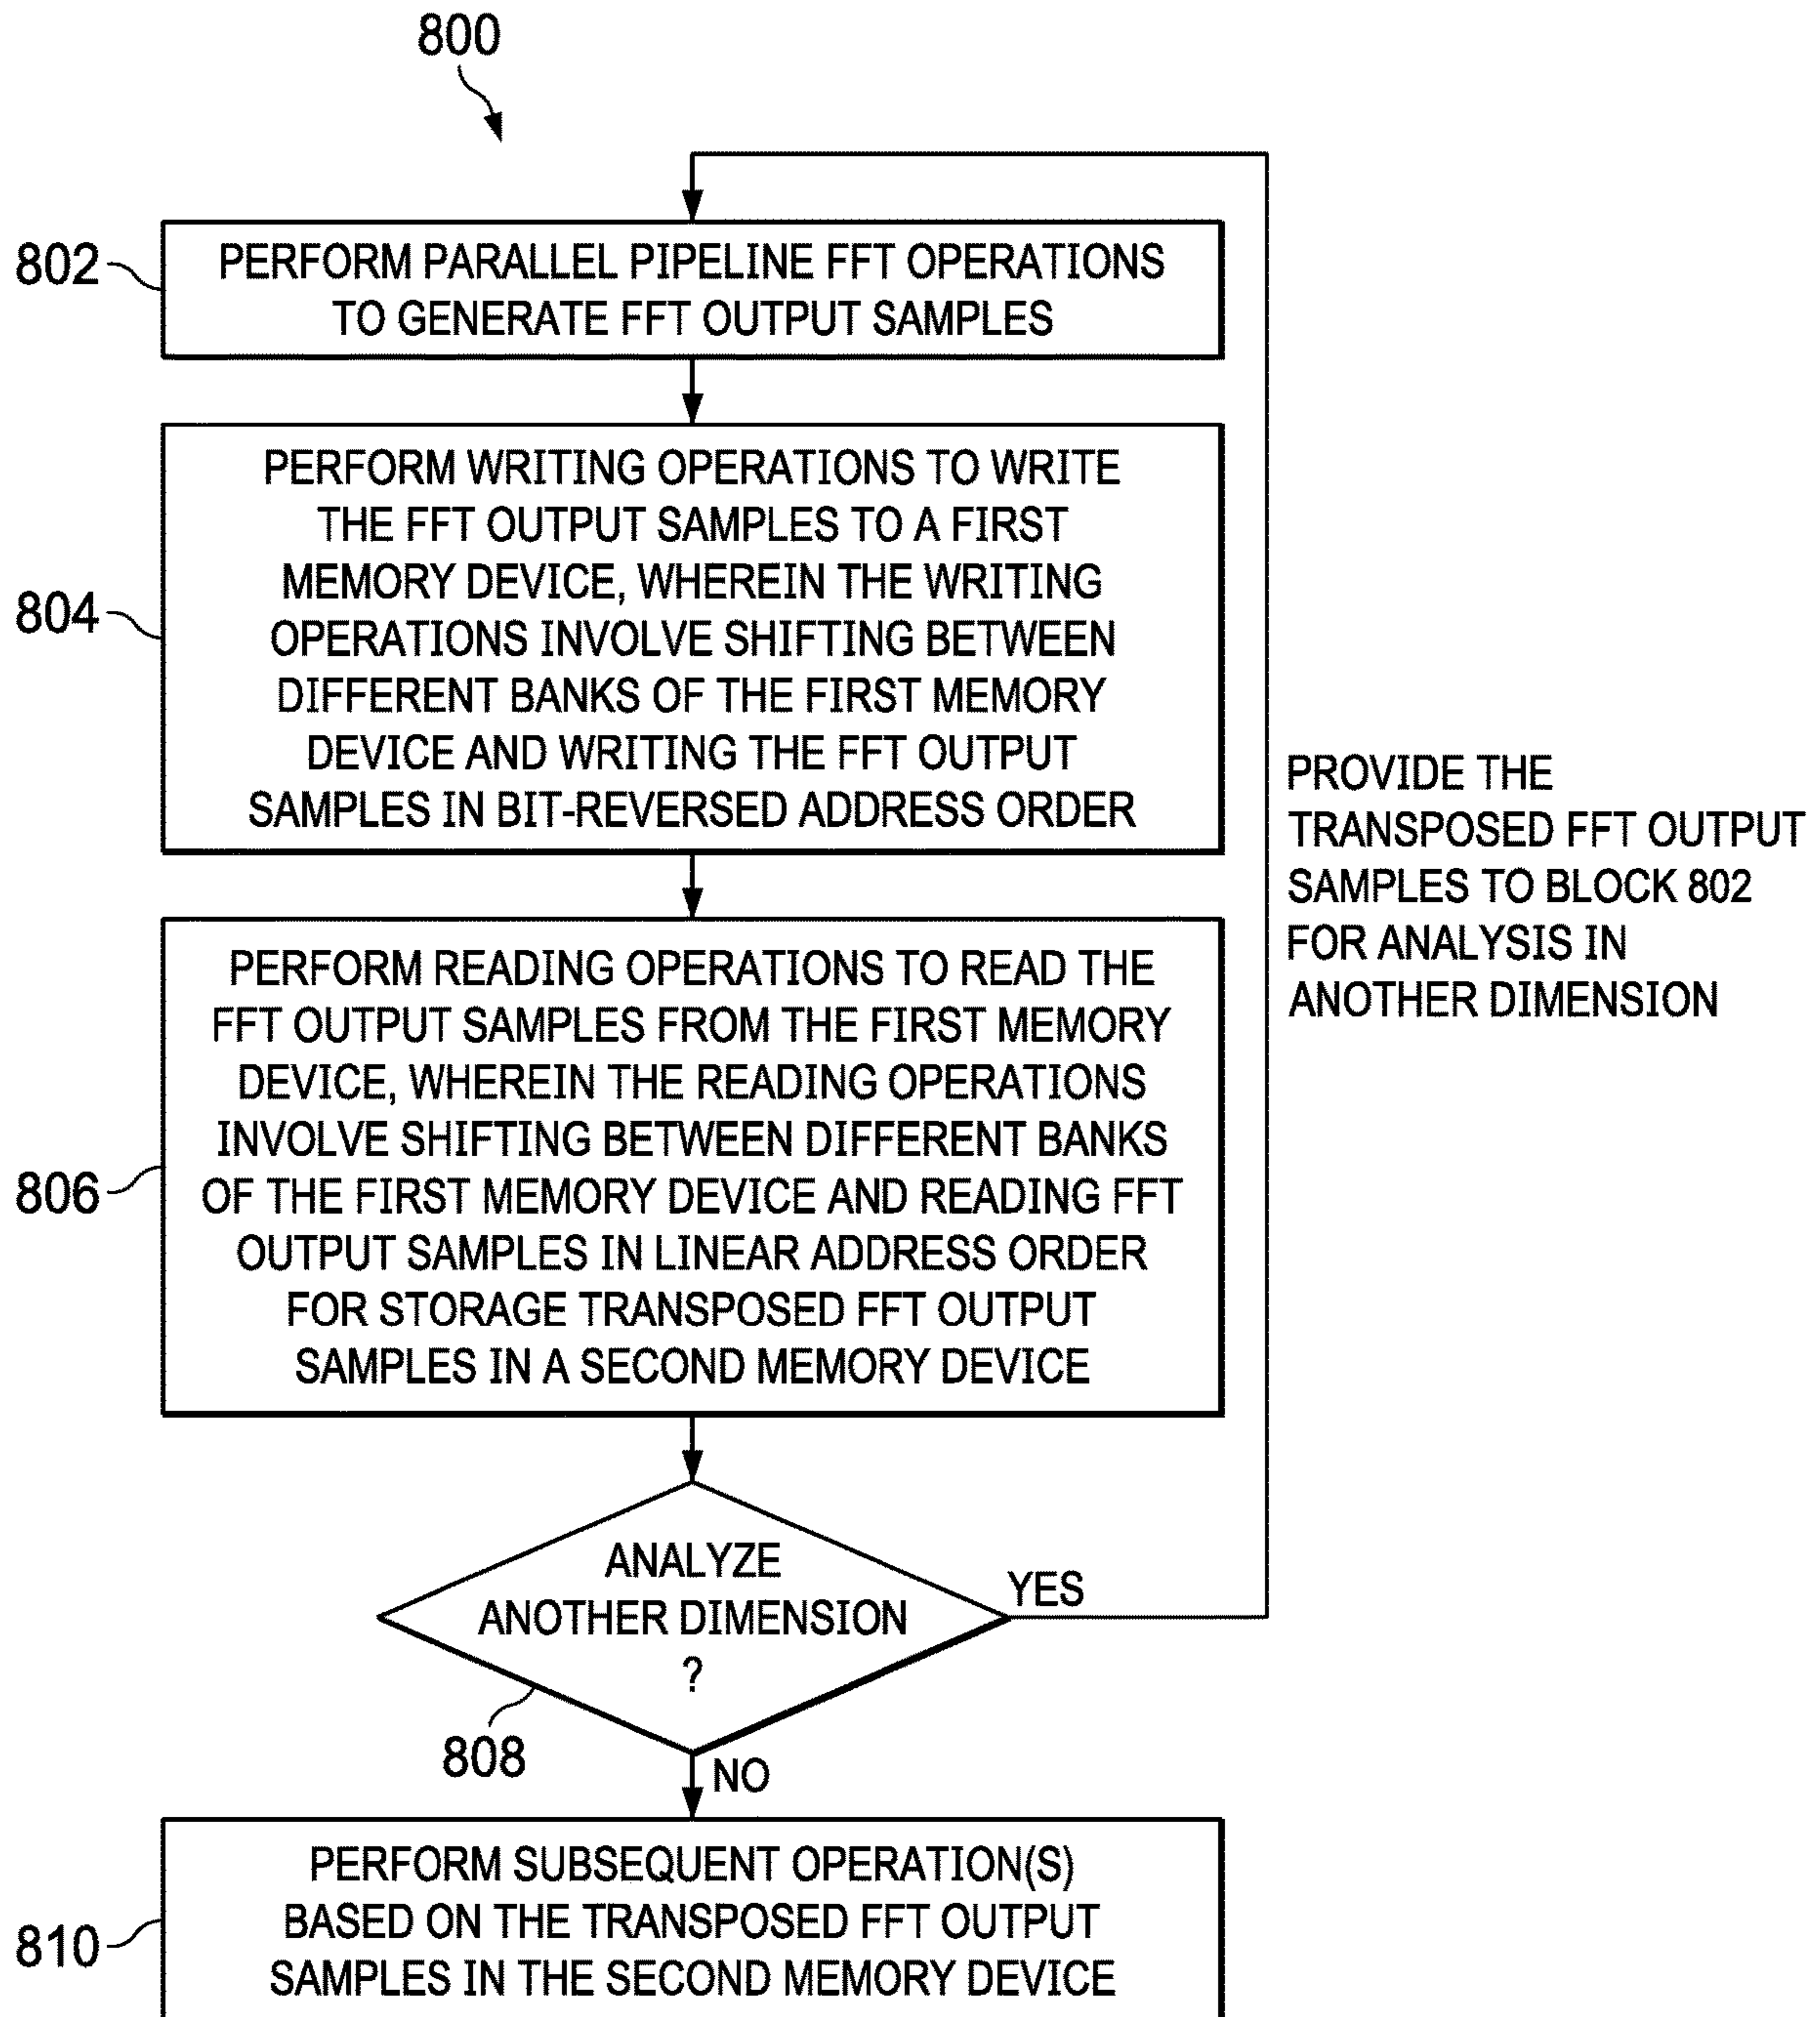 800
802
PERFORM PARALLEL PIPELINE FFT OPERATIONS
TO GENERATE FFT OUTPUT SAMPLES
804
PERFORM WRITING OPERATIONS TO WRITE
THE FFT OUTPUT SAMPLES TO A FIRST
MEMORY DEVICE, WHEREIN THE WRITING
OPERATIONS INVOLVE SHIFTING BETWEEN
DIFFERENT BANKS OF THE FIRST MEMORY
DEVICE AND WRITING THE FFT OUTPUT
SAMPLES IN BIT-REVERSED ADDRESS ORDER
PROVIDE THE
TRANSPOSED FFT OUTPUT
SAMPLES TO BLOCK 802
FOR ANALYSIS IN
ANOTHER DIMENSION
806
PERFORM READING OPERATIONS TO READ THE
FFT OUTPUT SAMPLES FROM THE FIRST MEMORY
DEVICE, WHEREIN THE READING OPERATIONS
INVOLVE SHIFTING BETWEEN DIFFERENT BANKS
OF THE FIRST MEMORY DEVICE AND READING FFT
OUTPUT SAMPLES IN LINEAR ADDRESS ORDER
FOR STORAGE TRANSPOSED FFT OUTPUT
SAMPLES IN A SECOND MEMORY DEVICE
ANALYZE
ANOTHER DIMENSION
?
YES
808
NO
810
PERFORM SUBSEQUENT OPERATION(S)
BASED ON THE TRANSPOSED FFT OUTPUT
SAMPLES IN THE SECOND MEMORY DEVICE